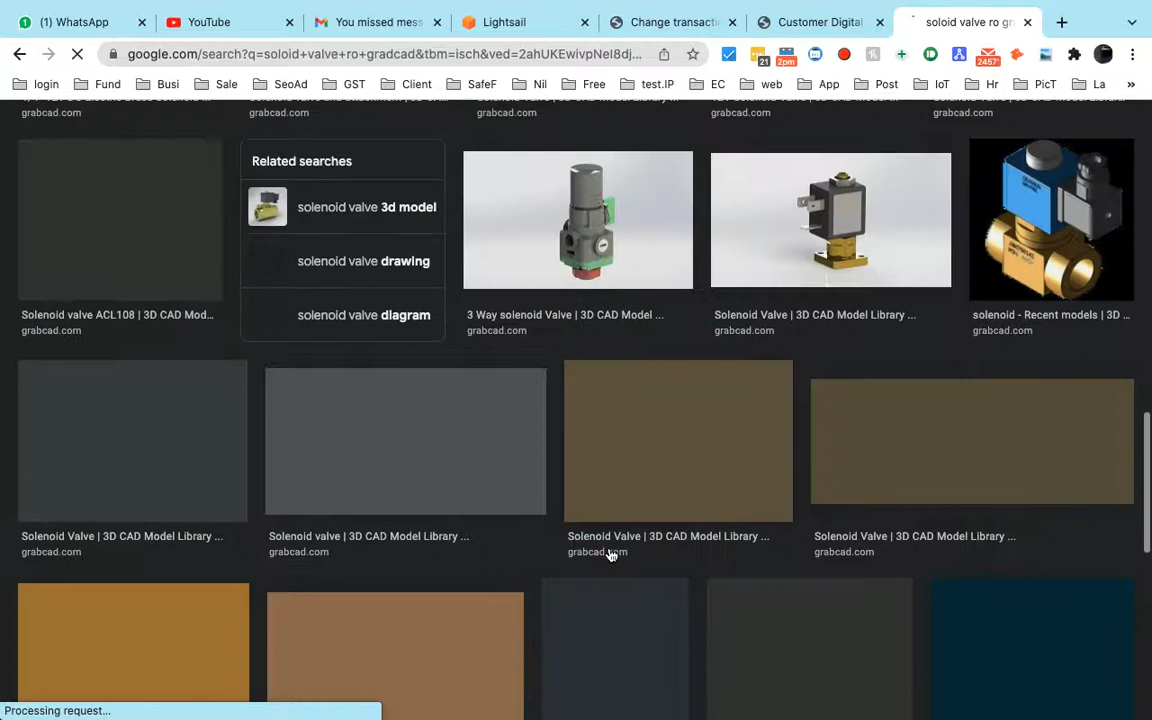 (1) WhatsApp
YouTube
You missed mess
Lightsail
Change transactic
Customer Digital
soloid valve ro gr
google.com/search?q=soloid+valve+ro+gradcad&tbm=isch&ved=2ahUKEwivpNel8dj...
21
2pm
2457
login
Fund
Busi
Sale
SeoAd
GST
Client
SafeF
Nil
Free
test.IP
EC
web
App
Post
IoT
Hr
PicT
La
»
grabcad.com
grabcad.com
grabcad.com
grabcad.com
grabcad.com
Related searches
solenoid valve 3d model
solenoid valve drawing
solenoid valve diagram
Solenoid valve ACL108 | 3D CAD Mod...
grabcad.com
3 Way solenoid Valve | 3D CAD Model ...
grabcad.com
Solenoid Valve | 3D CAD Model Library ...
grabcad.com
solenoid - Recent models | 3D ...
grabcad.com
Solenoid Valve | 3D CAD Model Library ...
grabcad.com
Solenoid valve | 3D CAD Model Library ...
grabcad.com
Solenoid Valve | 3D CAD Model Library ...
grabcad.com
Solenoid Valve | 3D CAD Model Library ...
grabcad.com
Processing request...